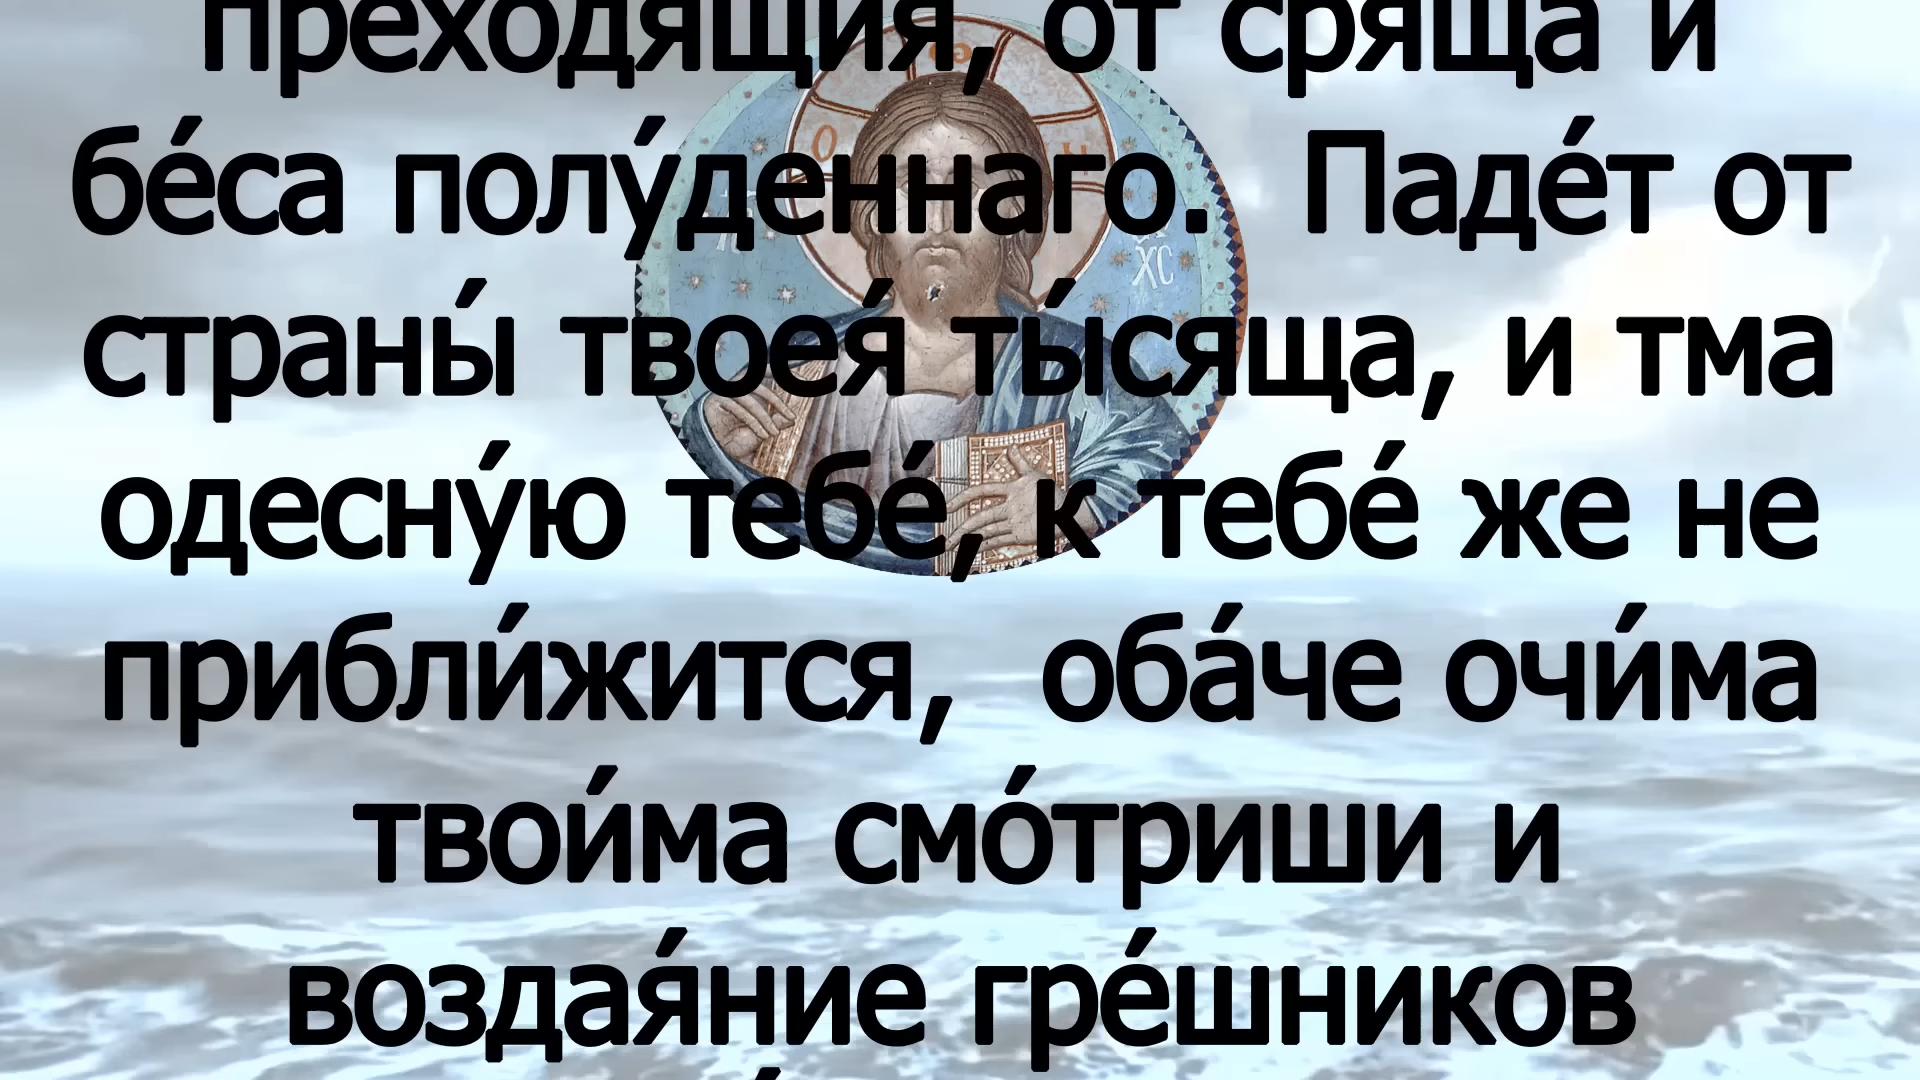 преходящия, от сряща и
бе́са полу́деннаго.  Паде́т от
страны́ твоея́ ты́сяща, и тма
одесну́ю тебе́, к тебе́ же не
прибли́жится,  оба́че очи́ма
твои́ма смо́триши и
воздая́ние гре́шников
ХС